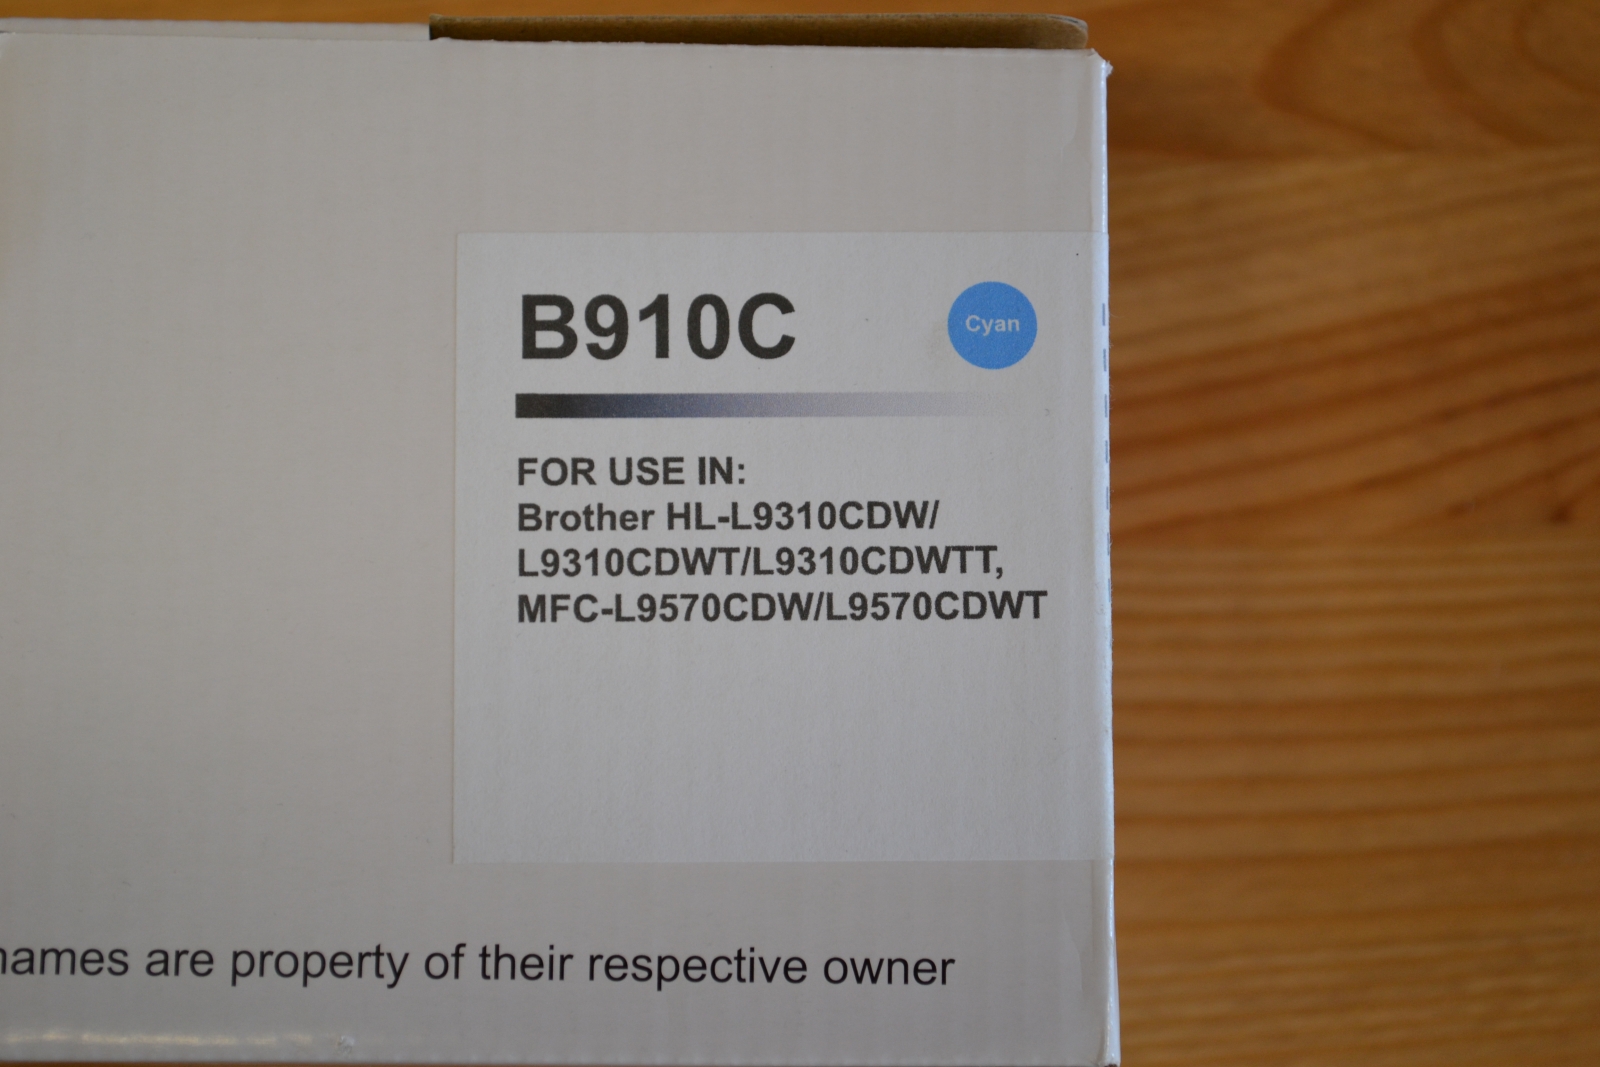 B910C
Cyan
FOR USE IN:
Brother HL-L9310CDW/
L9310CDWT/L9310CDWTT,
MFC-L9570CDW/L9570CDWT
are property of their respective owner